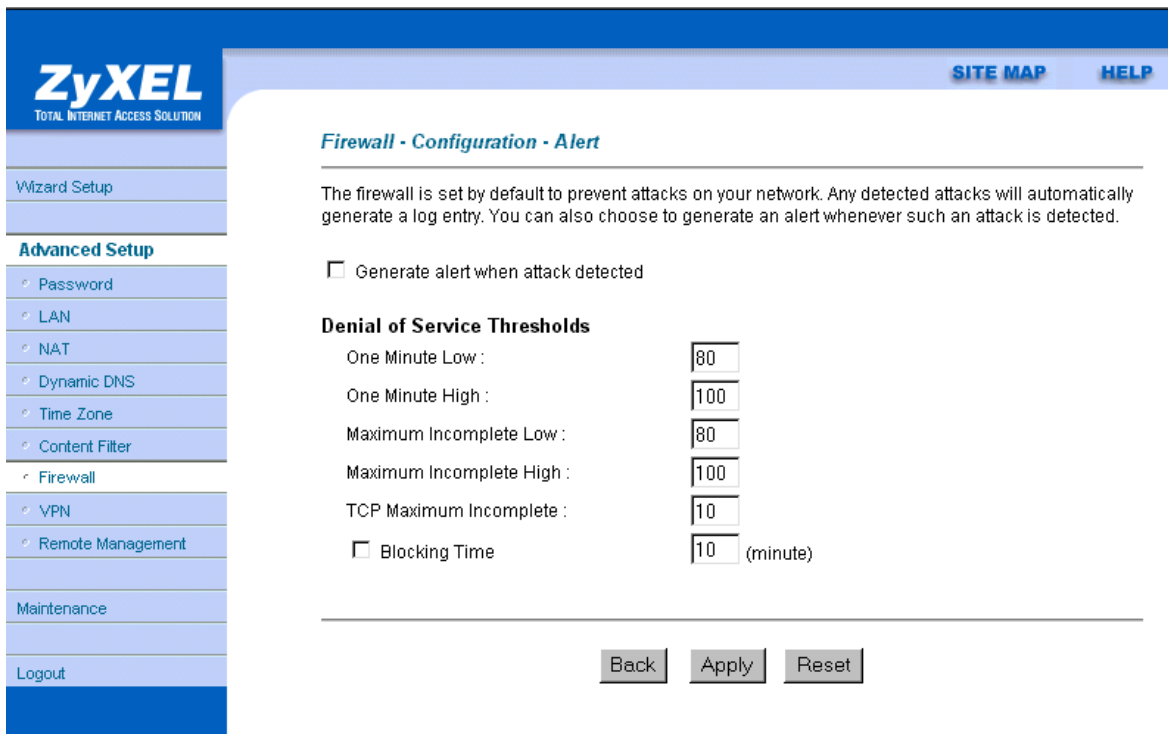 ZyXEL
TOTAL INTERNET ACCESS SOLUTION
SITE MAP
HELP
Wizard Setup
Advanced Setup
Password
LAN
NAT
Dynamic DNS
Time Zone
Content Filter
Firewall
VPN
Remote Management
Maintenance
Logout
Firewall - Configuration - Alert
The firewall is set by default to prevent attacks on your network. Any detected attacks will automatically
generate a log entry. You can also choose to generate an alert whenever such an attack is detected.
Generate alert when attack detected
Denial of Service Thresholds
One Minute Low : 80
One Minute High : 100
Maximum Incomplete Low : 80
Maximum Incomplete High : 100
TCP Maximum Incomplete : 10
Blocking Time 10 (minute)
Back Apply Reset